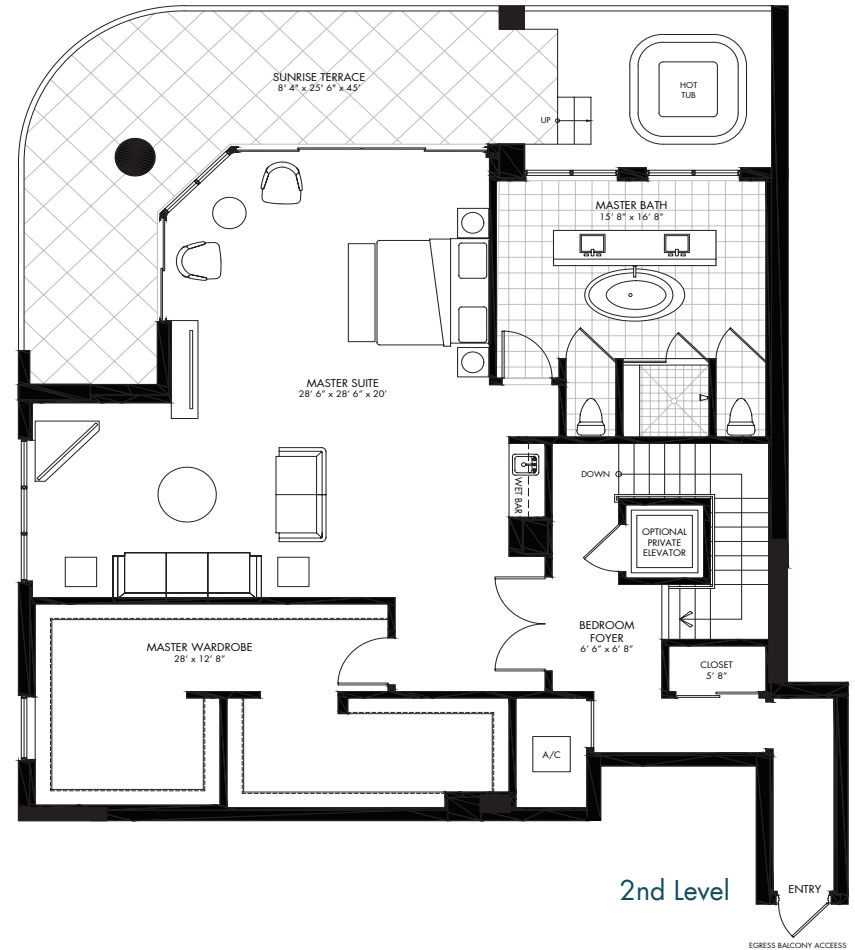 SUNRISE TERRACE
8' 4" x 25' 6" x 45'
HOT
TUB
UP
MASTER BATH
15' 8" x 16' 8"
MASTER SUITE
28' 6" x 28' 6" x 20'
DOWN
WET BAR
OPTIONAL
PRIVATE
ELEVATOR
BEDROOM
FOYER
6' 6" x 6' 8"
MASTER WARDROBE
28' x 12' 8"
CLOSET
5' 8"
A/C
2nd Level
ENTRY
EGRESS BALCONY ACCEESS